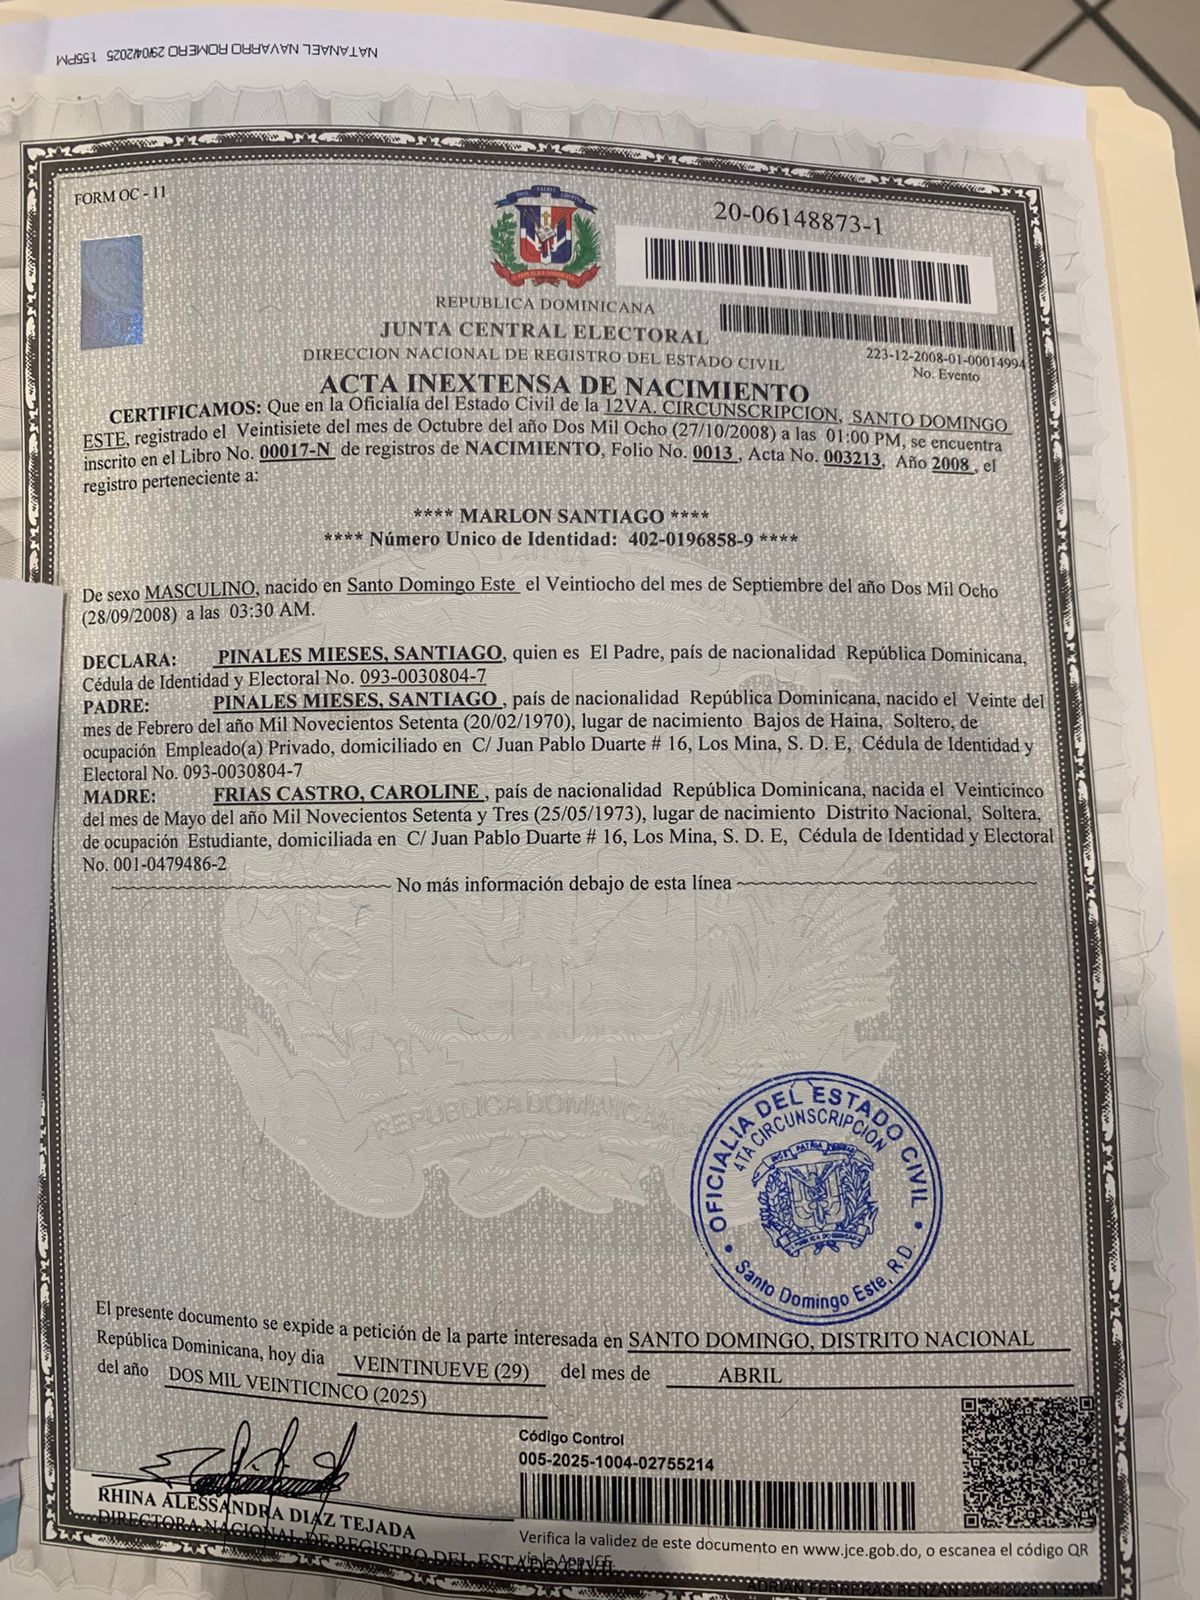 NATANAEL NAVARRO ROMERO 29/04/2025 1:55PM
FORM OC - 11
20-06148873-1
REPUBLICA DOMINICANA
JUNTA CENTRAL ELECTORAL
DIRECCION NACIONAL DE REGISTRO DEL ESTADO CIVIL
223-12-2008-01-00014994
No. Evento
ACTA INEXTENSA DE NACIMIENTO
CERTIFICAMOS: Que en la Oficialía del Estado Civil de la 12VA. CIRCUNSCRIPCION, SANTO DOMINGO
ESTE, registrado el Veintisiete del mes de Octubre del año Dos Mil Ocho (27/10/2008) a las 01:00 PM, se encuentra
inscrito en el Libro No. 00017-N de registros de NACIMIENTO, Folio No. 0013 , Acta No. 003213, Año 2008 , el
registro perteneciente a:
**** MARLON SANTIAGO ****
**** Número Unico de Identidad: 402-0196858-9 ****
De sexo MASCULINO, nacido en Santo Domingo Este el Veintiocho del mes de Septiembre del año Dos Mil Ocho
(28/09/2008) a las 03:30 AM.
DECLARA: PINALES MIESES, SANTIAGO, quien es El Padre, país de nacionalidad República Dominicana,
Cédula de Identidad y Electoral No. 093-0030804-7
PADRE: PINALES MIESES, SANTIAGO , país de nacionalidad República Dominicana, nacido el Veinte del
mes de Febrero del año Mil Novecientos Setenta (20/02/1970), lugar de nacimiento Bajos de Haina, Soltero, de
ocupación Empleado(a) Privado, domiciliado en C/ Juan Pablo Duarte # 16, Los Mina, S. D. E, Cédula de Identidad y
Electoral No. 093-0030804-7
MADRE: FRIAS CASTRO, CAROLINE , país de nacionalidad República Dominicana, nacida el Veinticinco
del mes de Mayo del año Mil Novecientos Setenta y Tres (25/05/1973), lugar de nacimiento Distrito Nacional, Soltera,
de ocupación Estudiante, domiciliada en C/ Juan Pablo Duarte # 16, Los Mina, S. D. E, Cédula de Identidad y Electoral
No. 001-0479486-2
No más información debajo de esta línea
REPUBLICA DOMINICANA
OFICIALIA DEL ESTADO CIVIL
4TA CIRCUNSCRIPCION
Santo Domingo Este, R.D.
El presente documento se expide a petición de la parte interesada en SANTO DOMINGO, DISTRITO NACIONAL
República Dominicana, hoy dia VEINTINUEVE (29) del mes de ABRIL
del año DOS MIL VEINTICINCO (2025)
Código Control
005-2025-1004-02755214
RHINA ALESSANDRA DIAZ TEJADA
DIRECTORA NACIONAL DE REGISTRO DEL ESTADO CIVIL
Verifica la validez de este documento en www.jce.gob.do, o escanea el código QR
vía la App JCE.
ADRIAN FERRERAS BENZAN 29/04/2025 1:56PM